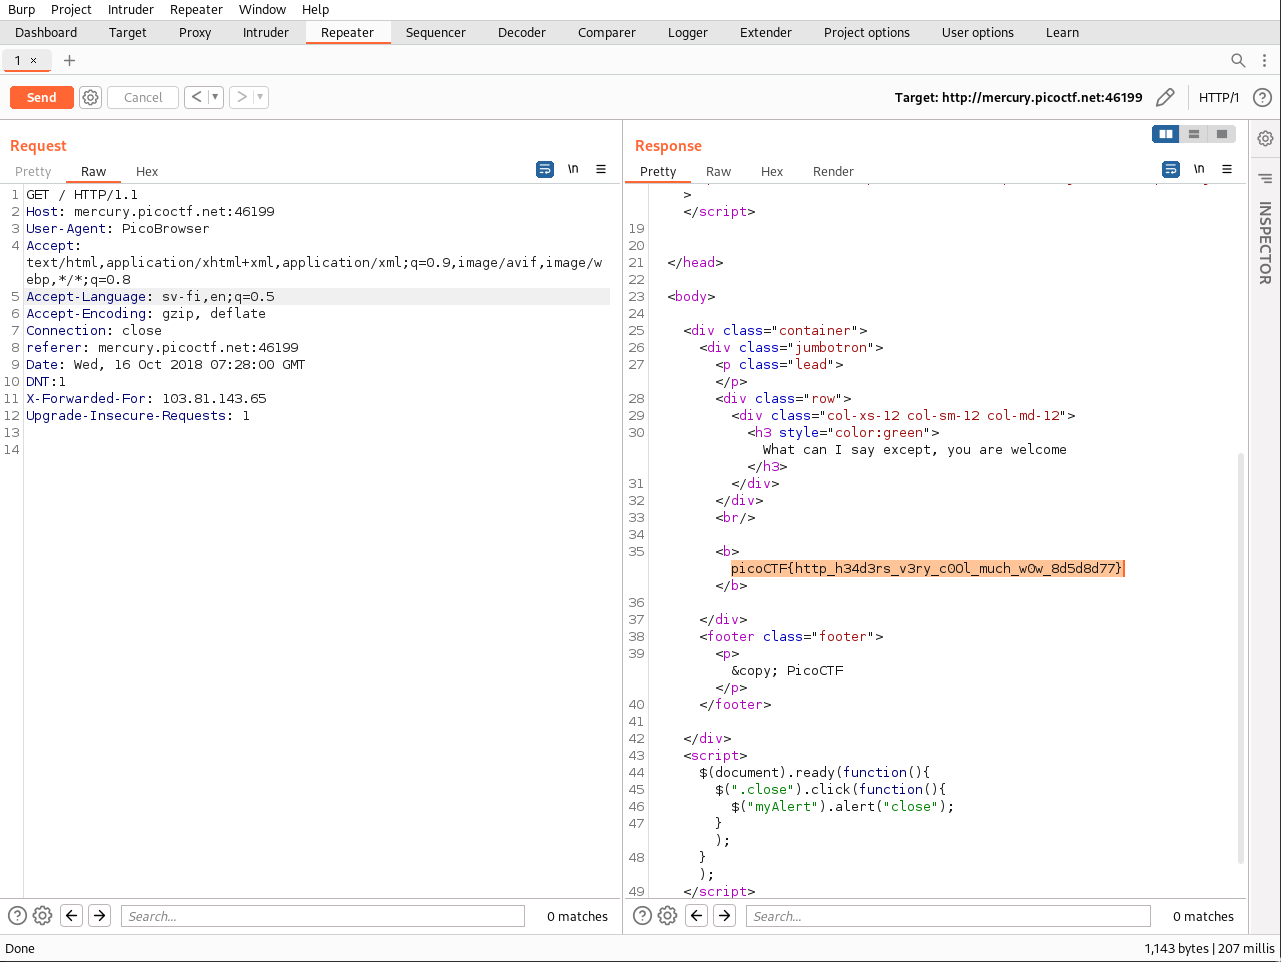 Burp Project Intruder Repeater Window Help
Dashboard Target Proxy Intruder Repeater Sequencer Decoder Comparer Logger Extender Project options User options Learn
1 ×
Send Cancel < > Target: http://mercury.picoctf.net:46199 HTTP/1
Request
Pretty Raw Hex \n
1 GET / HTTP/1.1
2 Host: mercury.picoctf.net:46199
3 User-Agent: PicoBrowser
4 Accept:
text/html,application/xhtml+xml,application/xml;q=0.9,image/avif,image/w
ebp,*/*;q=0.8
5 Accept-Language: sv-fi,en;q=0.5
6 Accept-Encoding: gzip, deflate
7 Connection: close
8 referer: mercury.picoctf.net:46199
9 Date: Wed, 16 Oct 2018 07:28:00 GMT
10 DNT:1
11 X-Forwarded-For: 103.81.143.65
12 Upgrade-Insecure-Requests: 1
13
14
Search... 0 matches
Response
Pretty Raw Hex Render \n
>
</script>
19
20
21 </head>
22
23 <body>
24
25 <div class="container">
26 <div class="jumbotron">
27 <p class="lead">
</p>
28 <div class="row">
29 <div class="col-xs-12 col-sm-12 col-md-12">
30 <h3 style="color:green">
What can I say except, you are welcome
</h3>
31 </div>
32 </div>
33 <br/>
34
35 <b>
picoCTF{http_h34d3rs_v3ry_c00l_much_w0w_8d5d8d77}
</b>
36
37 </div>
38 <footer class="footer">
39 <p>
&copy; PicoCTF
</p>
40 </footer>
41
42 </div>
43 <script>
44 $(document).ready(function(){
45 $(".close").click(function(){
46 $("myAlert").alert("close");
47 }
);
48 }
);
49 </script>
Search... 0 matches
INSPECTOR
Done 1,143 bytes | 207 millis